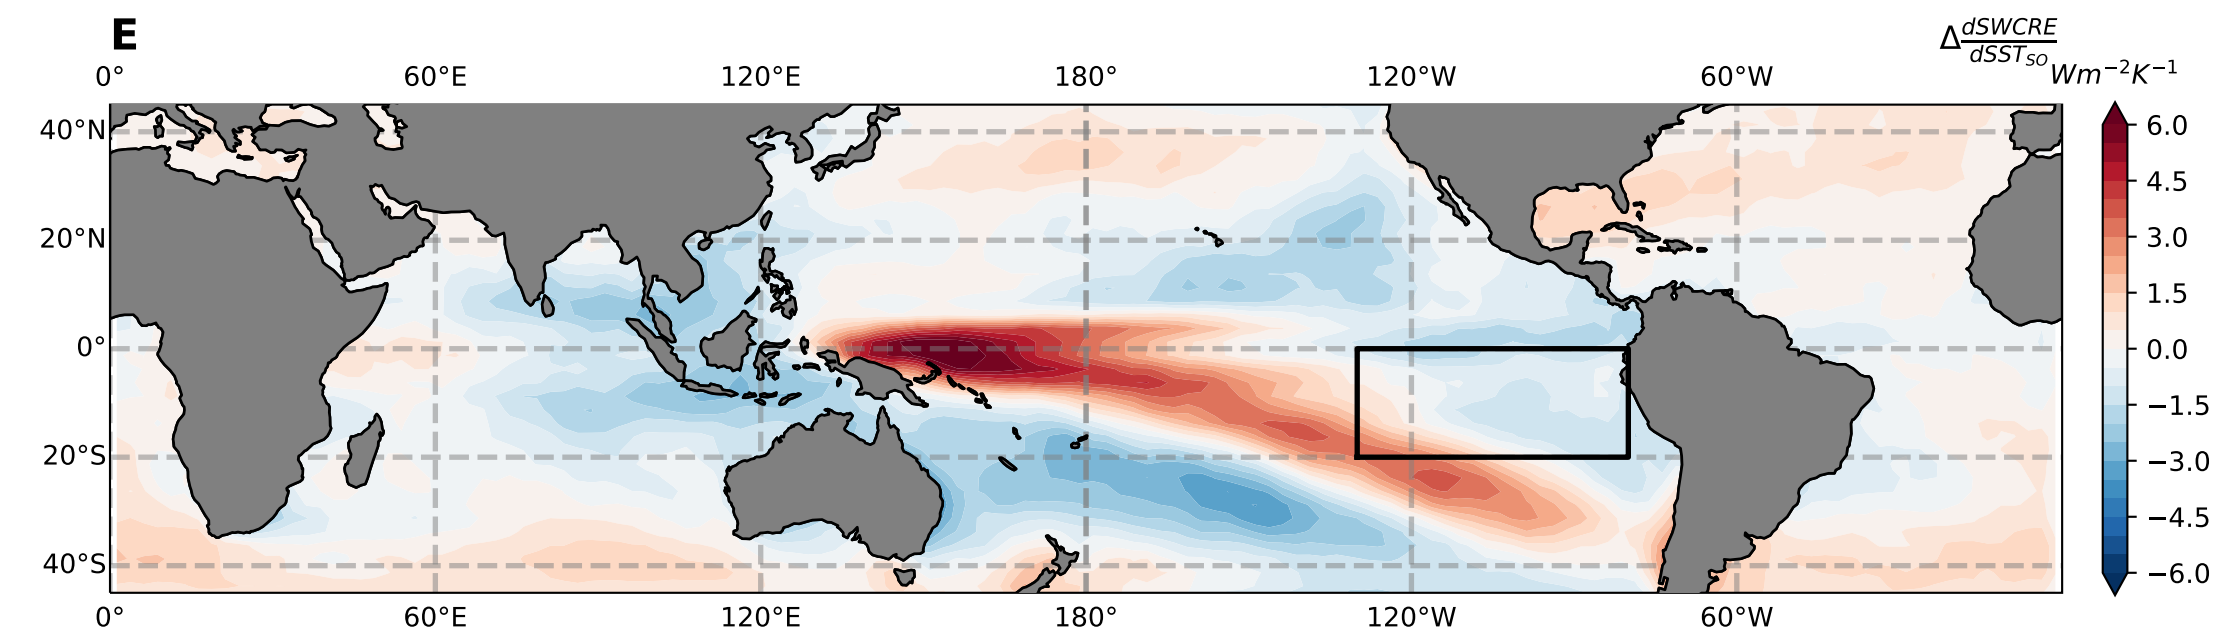 E
Δ dSWCRE / dSST_SO
Wm⁻²K⁻¹
0° 60°E 120°E 180° 120°W 60°W
40°N
20°N
0°
20°S
40°S
0° 60°E 120°E 180° 120°W 60°W
6.0
4.5
3.0
1.5
0.0
−1.5
−3.0
−4.5
−6.0